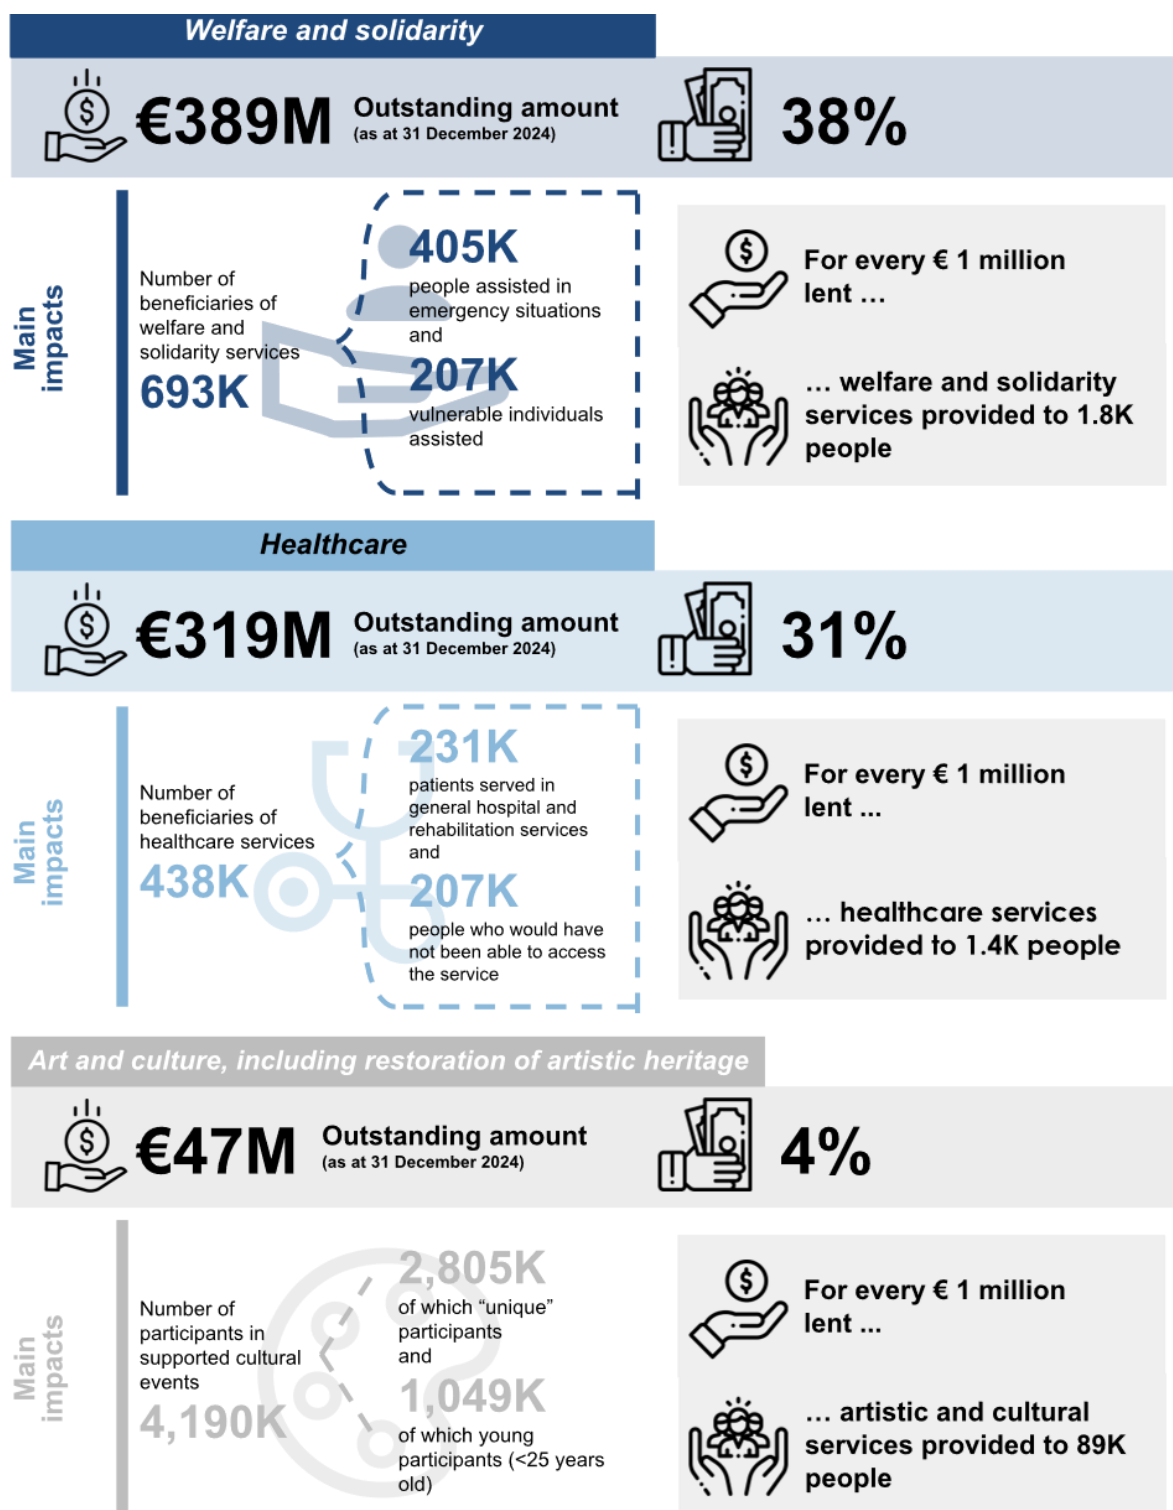 Welfare and solidarity
€389M
Outstanding amount
(as at 31 December 2024)
38%
Main
impacts
Number of
beneficiaries of
welfare and
solidarity services
693K
405K
people assisted in
emergency situations
and
207K
vulnerable individuals
assisted
For every € 1 million
lent ...
... welfare and solidarity
services provided to 1.8K
people
Healthcare
€319M
Outstanding amount
(as at 31 December 2024)
31%
Main
impacts
Number of
beneficiaries of
healthcare services
438K
231K
patients served in
general hospital and
rehabilitation services
and
207K
people who would have
not been able to access
the service
For every € 1 million
lent ...
... healthcare services
provided to 1.4K people
Art and culture, including restoration of artistic heritage
€47M
Outstanding amount
(as at 31 December 2024)
4%
Main
impacts
Number of
participants in
supported cultural
events
4,190K
2,805K
of which “unique”
participants
and
1,049K
of which young
participants (<25 years
old)
For every € 1 million
lent ...
... artistic and cultural
services provided to 89K
people